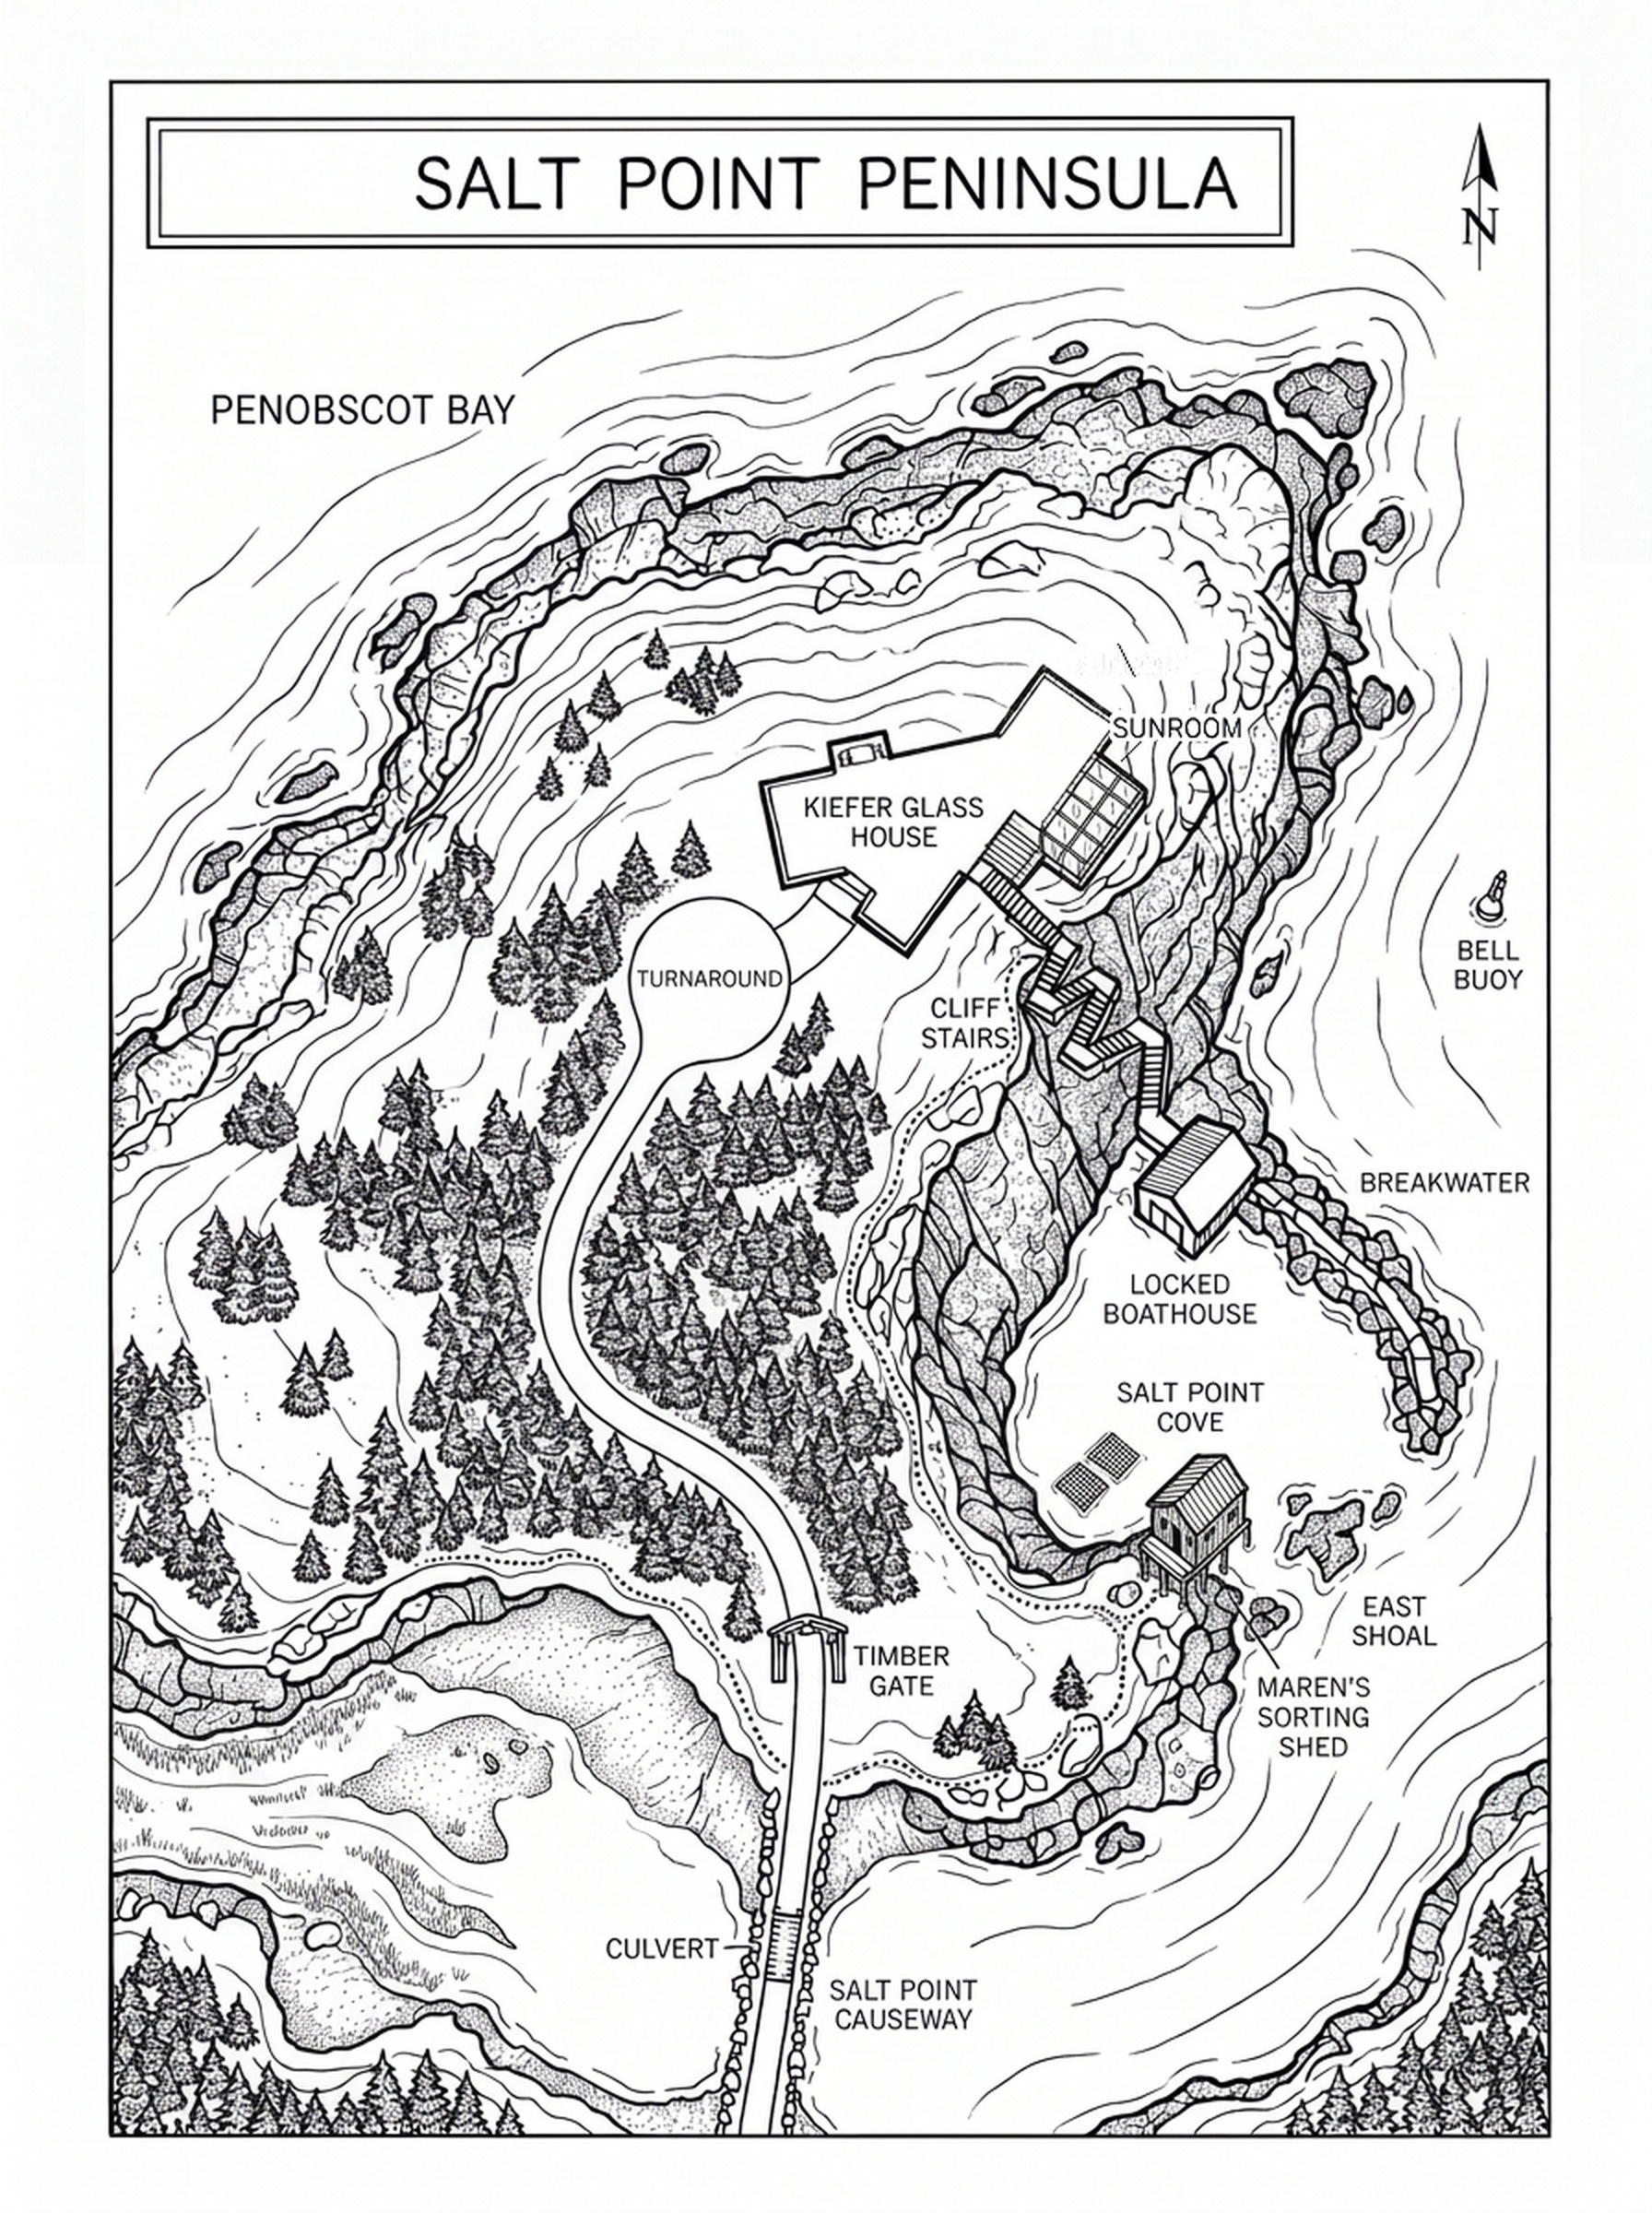 SALT POINT PENINSULA
N
PENOBSCOT BAY
SUNROOM
KIEFER GLASS
HOUSE
TURNAROUND
BELL
BUOY
CLIFF
STAIRS
BREAKWATER
LOCKED
BOATHOUSE
SALT POINT
COVE
EAST
SHOAL
TIMBER
GATE
MAREN'S
SORTING
SHED
CULVERT
SALT POINT
CAUSEWAY